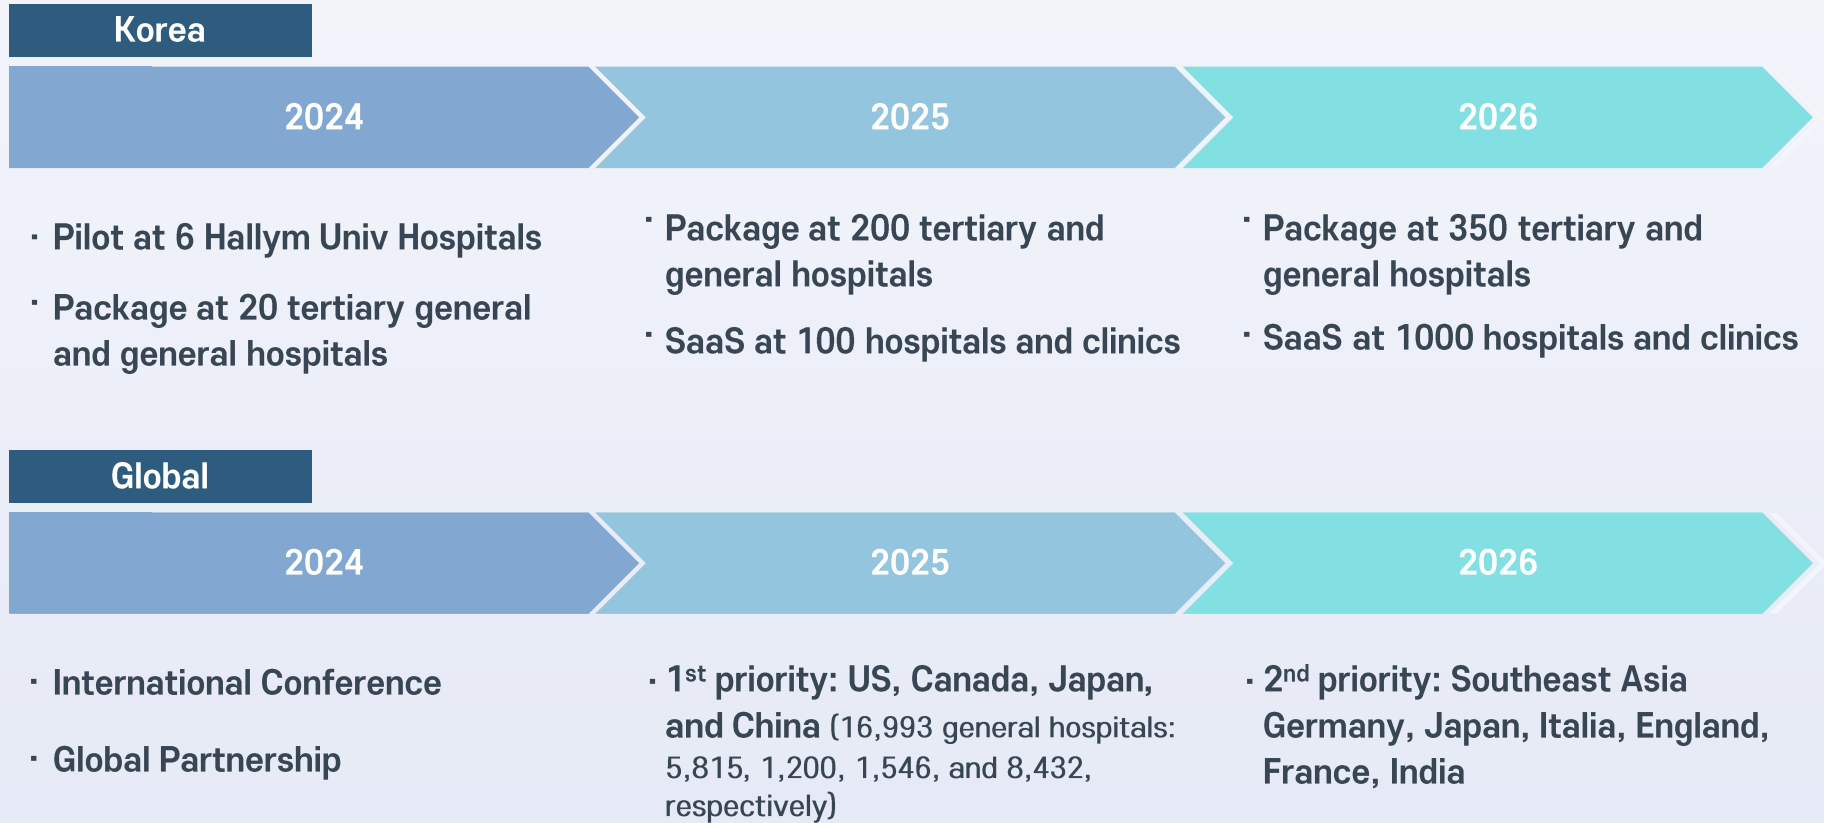 Korea
2024
2025
2026
· Pilot at 6 Hallym Univ Hospitals
· Package at 20 tertiary general
and general hospitals
· Package at 200 tertiary and
general hospitals
· SaaS at 100 hospitals and clinics
· Package at 350 tertiary and
general hospitals
· SaaS at 1000 hospitals and clinics
Global
2024
2025
2026
· International Conference
· Global Partnership
· 1st priority: US, Canada, Japan,
and China (16,993 general hospitals:
5,815, 1,200, 1,546, and 8,432,
respectively)
· 2nd priority: Southeast Asia
Germany, Japan, Italia, England,
France, India